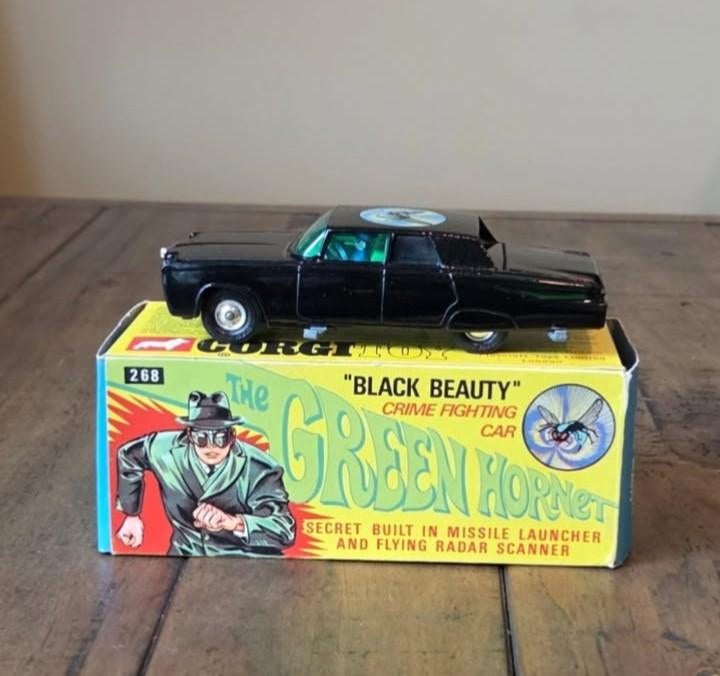 CORGI TOY
268
THE
GREEN HORNET
"BLACK BEAUTY"
CRIME FIGHTING
CAR
SECRET BUILT IN MISSILE LAUNCHER
AND FLYING RADAR SCANNER